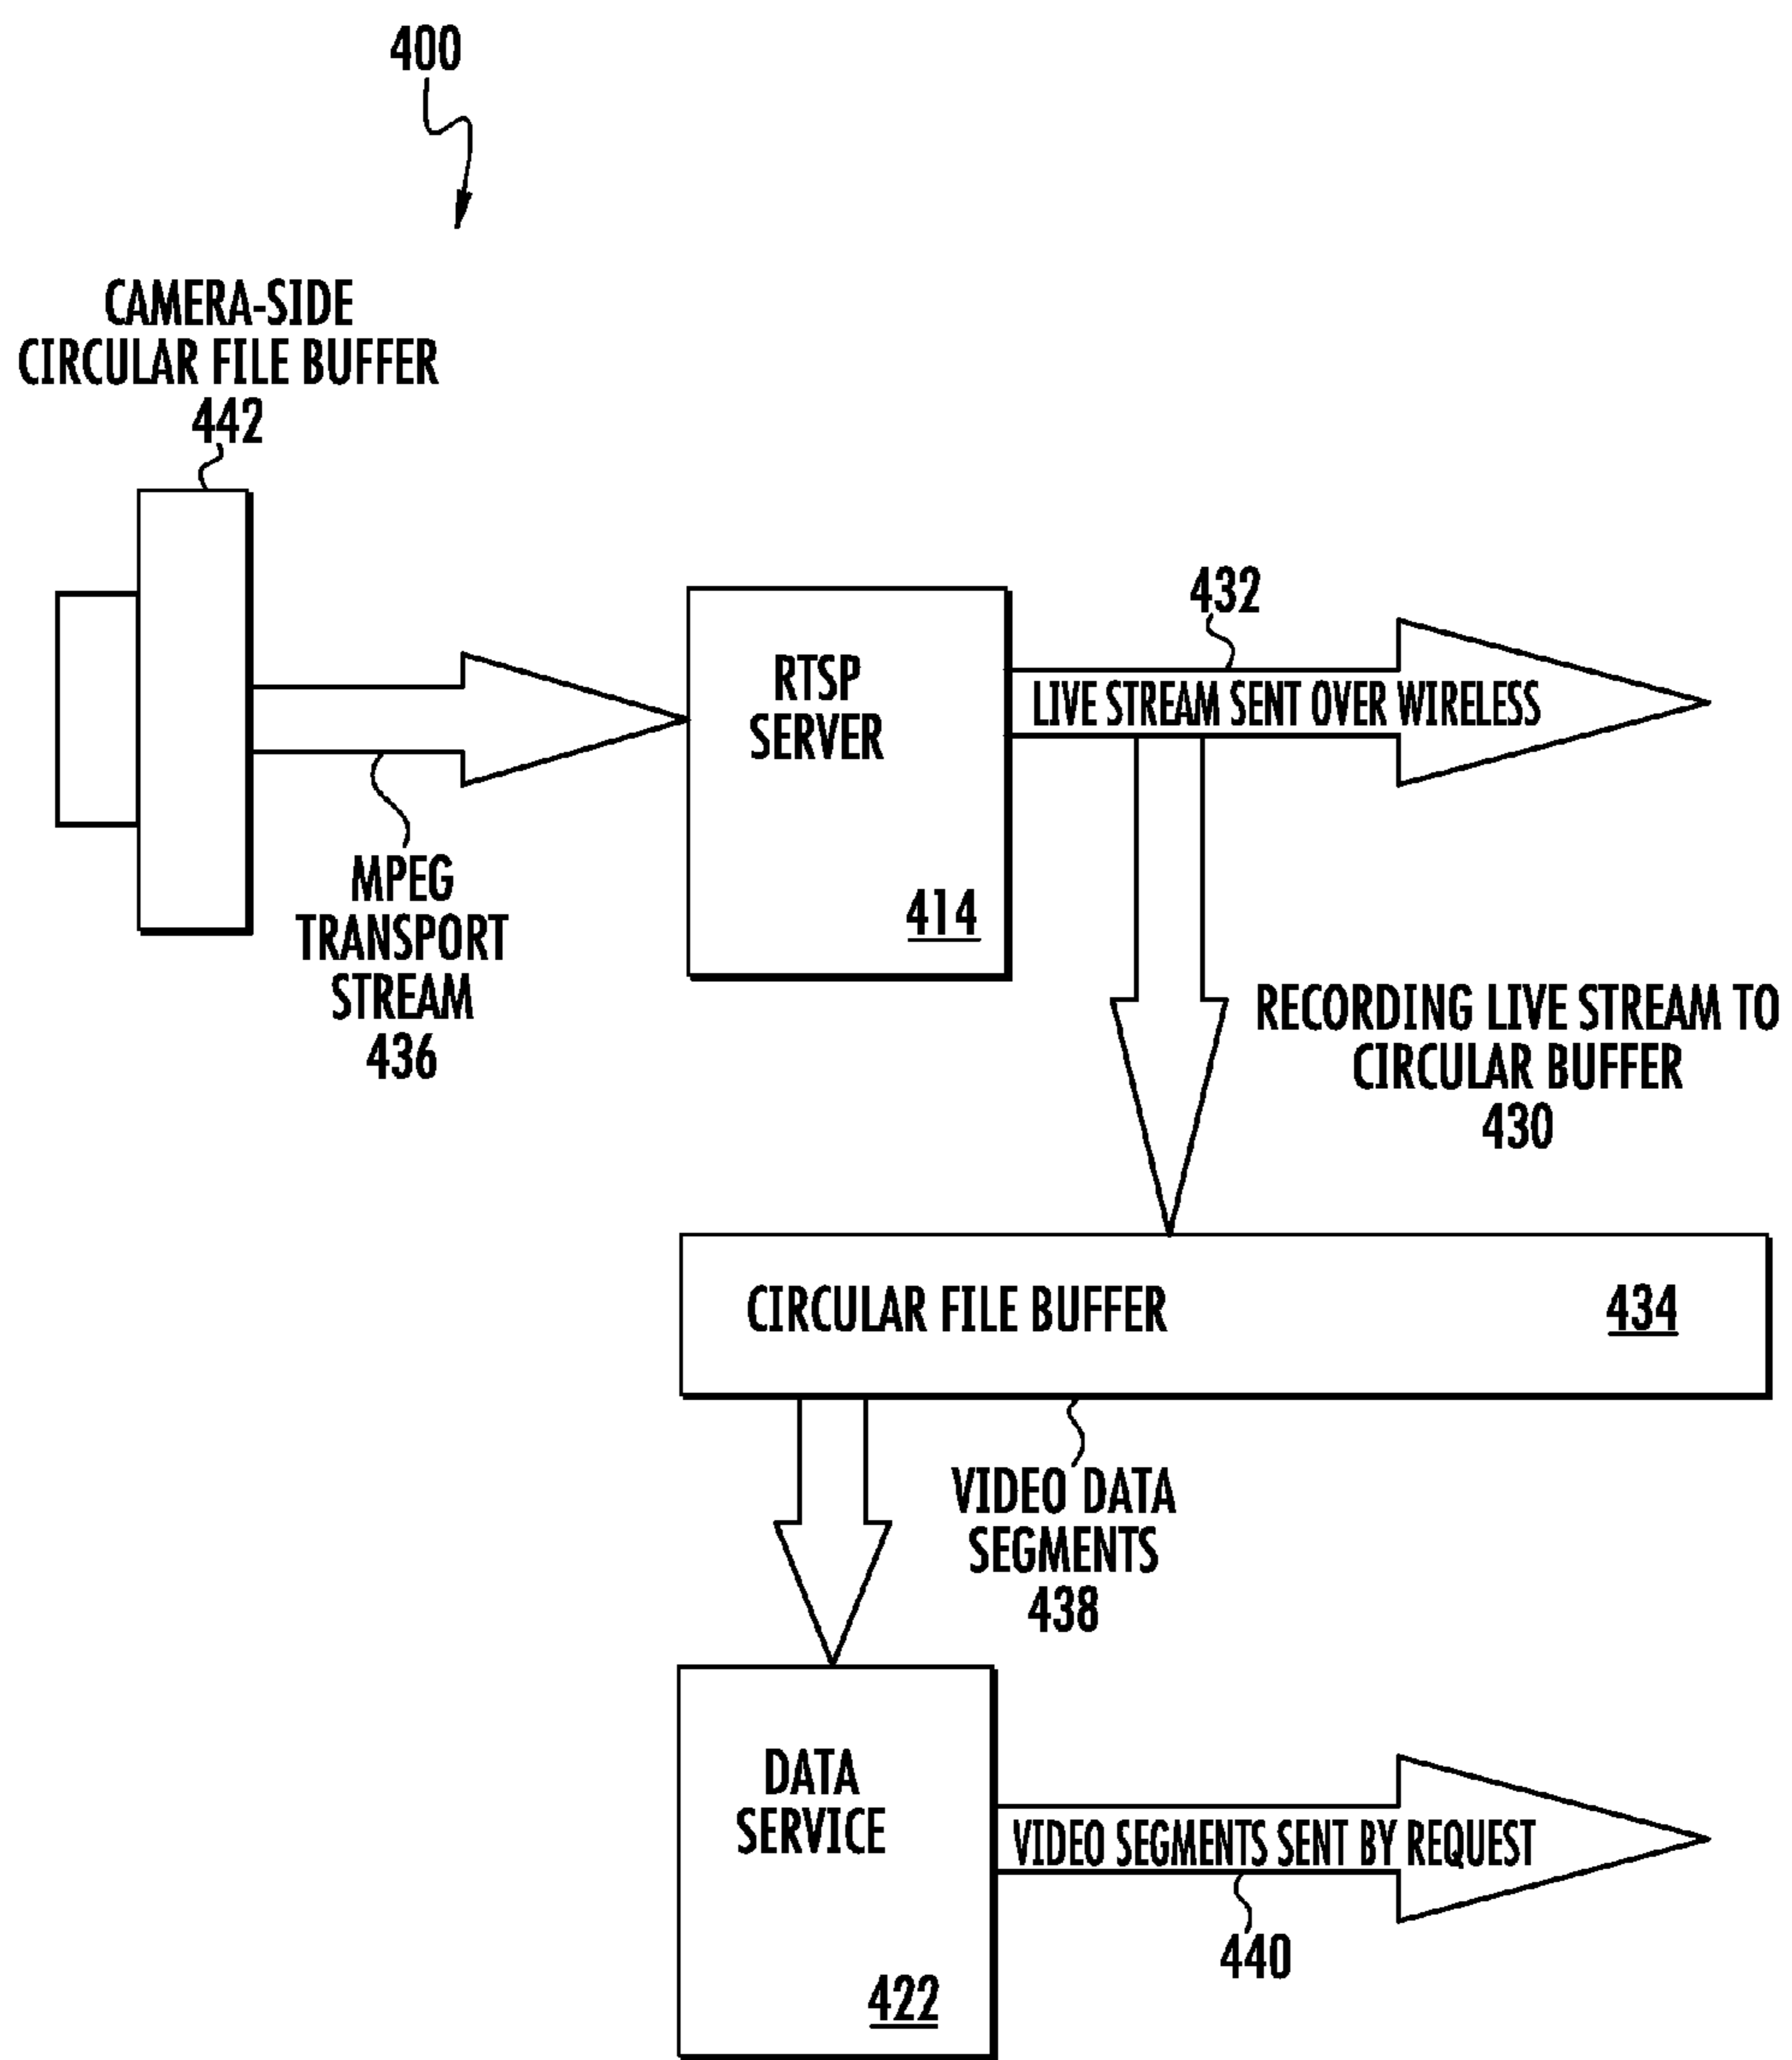 400
CAMERA-SIDE
CIRCULAR FILE BUFFER
442
432
RTSP
SERVER
414
LIVE STREAM SENT OVER WIRELESS
MPEG
TRANSPORT
STREAM
436
RECORDING LIVE STREAM TO
CIRCULAR BUFFER
430
CIRCULAR FILE BUFFER
434
VIDEO DATA
SEGMENTS
438
DATA
SERVICE
422
VIDEO SEGMENTS SENT BY REQUEST
440